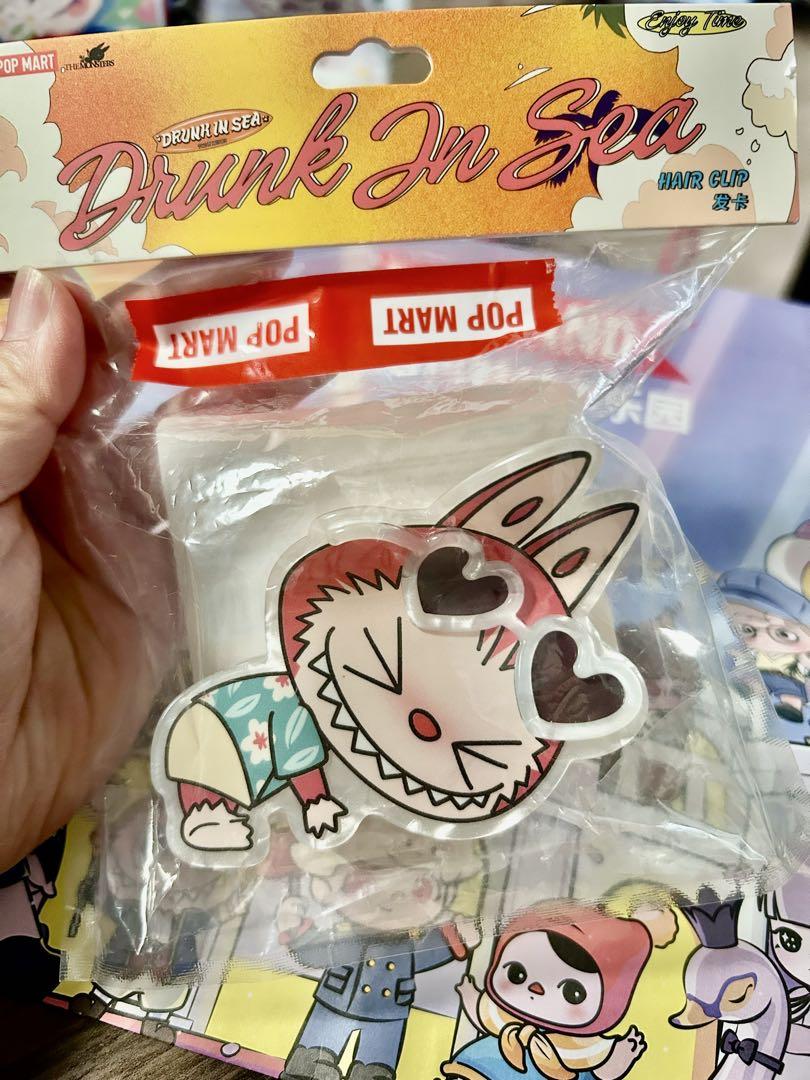 Enjoy Time
POP MART
THE MONSTERS
DRUNK IN SEA
Drunk In Sea
HAIR CLIP
发卡
POP MART
POP MART